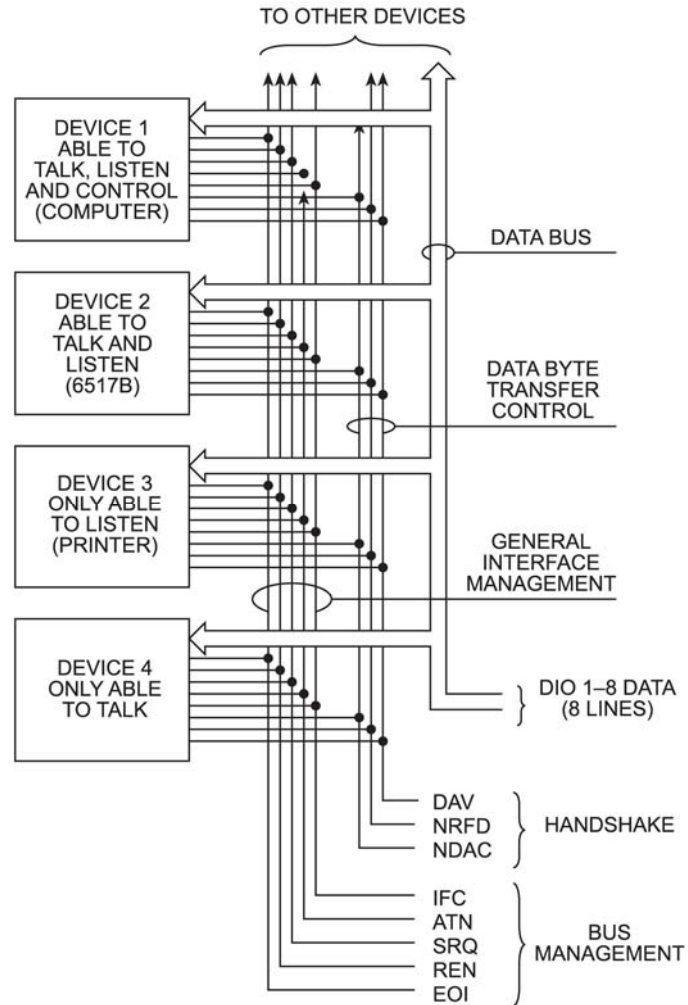 TO OTHER DEVICES
DEVICE 1
ABLE TO
TALK, LISTEN
AND CONTROL
(COMPUTER)
DATA BUS
DEVICE 2
ABLE TO
TALK AND
LISTEN
(6517B)
DATA BYTE
TRANSFER
CONTROL
DEVICE 3
ONLY ABLE
TO LISTEN
(PRINTER)
GENERAL
INTERFACE
MANAGEMENT
DEVICE 4
ONLY ABLE
TO TALK
DIO 1–8 DATA
(8 LINES)
DAV
NRFD
NDAC
HANDSHAKE
IFC
ATN
SRQ
REN
EOI
BUS
MANAGEMENT